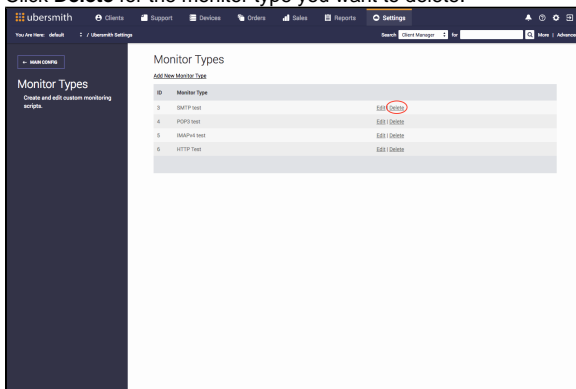 Click Delete for the monitor type you want to delete.
ubersmith Clients Support Devices Orders Sales Reports Settings
You Are Here: default / Ubersmith Settings Search Client Manager for More | Advanced
← MAIN CONFIG
Monitor Types
Create and edit custom monitoring
scripts.
Monitor Types
Add New Monitor Type
ID Monitor Type
3 SMTP test Edit | Delete
4 POP3 test Edit | Delete
5 IMAPv4 test Edit | Delete
6 HTTP Test Edit | Delete